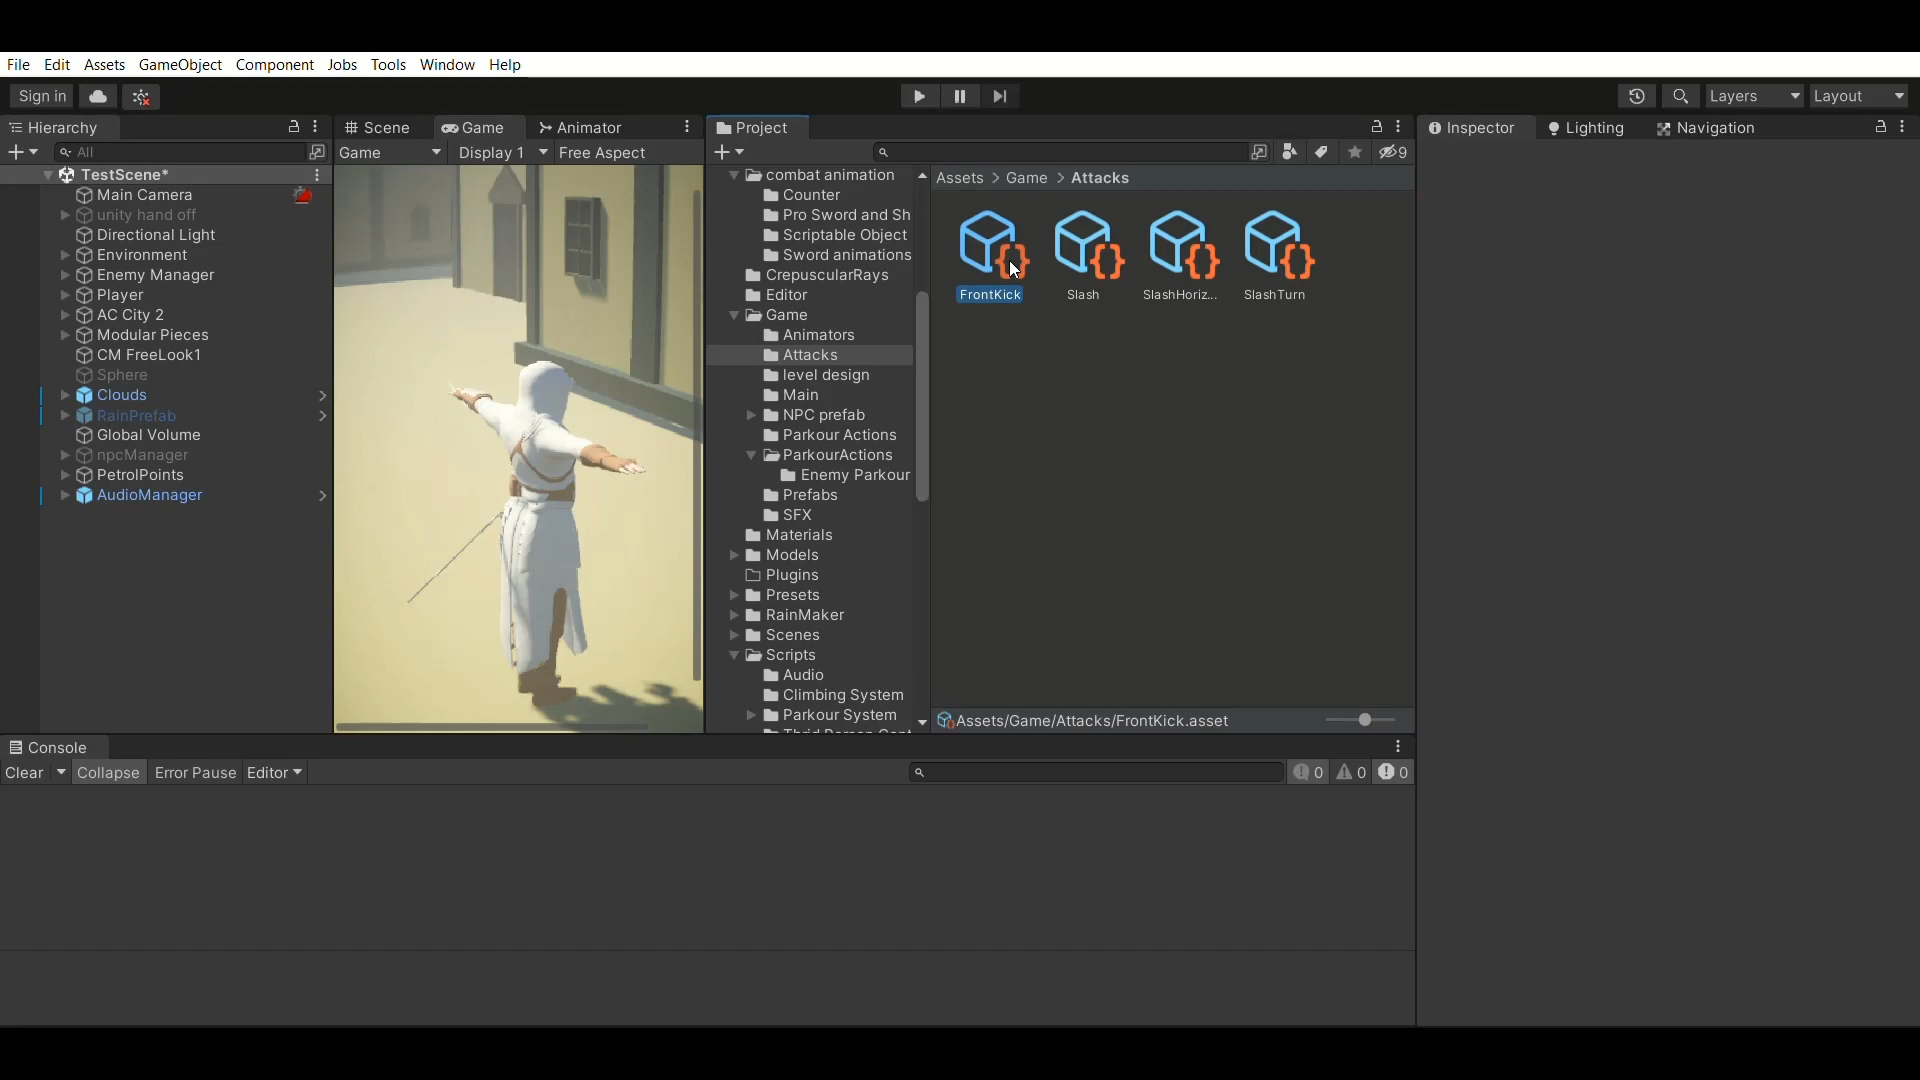 File Edit Assets GameObject Component Jobs Tools Window Help
Sign in
Layers
Layout
Hierarchy
All
TestScene*
Main Camera
unity hand off
Directional Light
Environment
Enemy Manager
Player
AC City 2
Modular Pieces
CM FreeLook1
Sphere
Clouds
RainPrefab
Global Volume
npcManager
PetrolPoints
AudioManager
Scene
Game
Animator
Game
Display 1
Free Aspect
Project
9
combat animation
Counter
Pro Sword and Sh
Scriptable Object
Sword animations
CrepuscularRays
Editor
Game
Animators
Attacks
level design
Main
NPC prefab
Parkour Actions
ParkourActions
Enemy Parkour
Prefabs
SFX
Materials
Models
Plugins
Presets
RainMaker
Scenes
Scripts
Audio
Climbing System
Parkour System
Assets > Game > Attacks
FrontKick
Slash
SlashHoriz...
SlashTurn
Assets/Game/Attacks/FrontKick.asset
Inspector
Lighting
Navigation
Console
Clear
Collapse
Error Pause
Editor
0
0
0